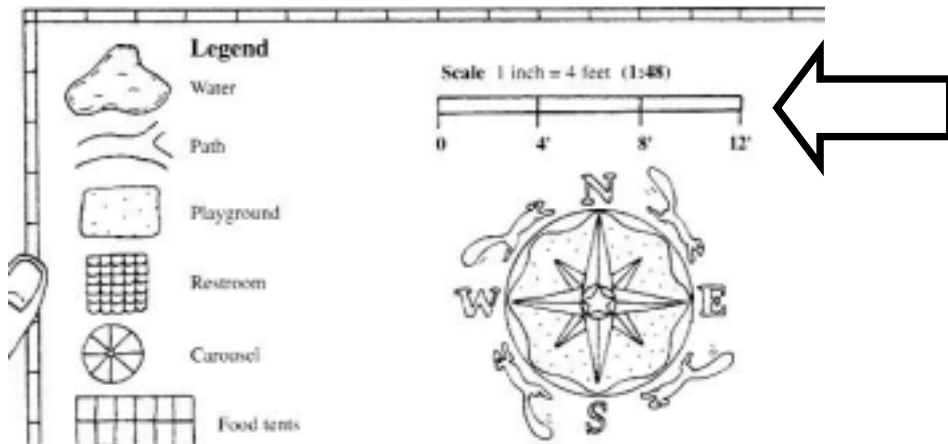 Legend
Water
Path
Playground
Restroom
Carousel
Food tents
Scale 1 inch = 4 feet (1:48)
0 4' 8' 12'
N
W E
S